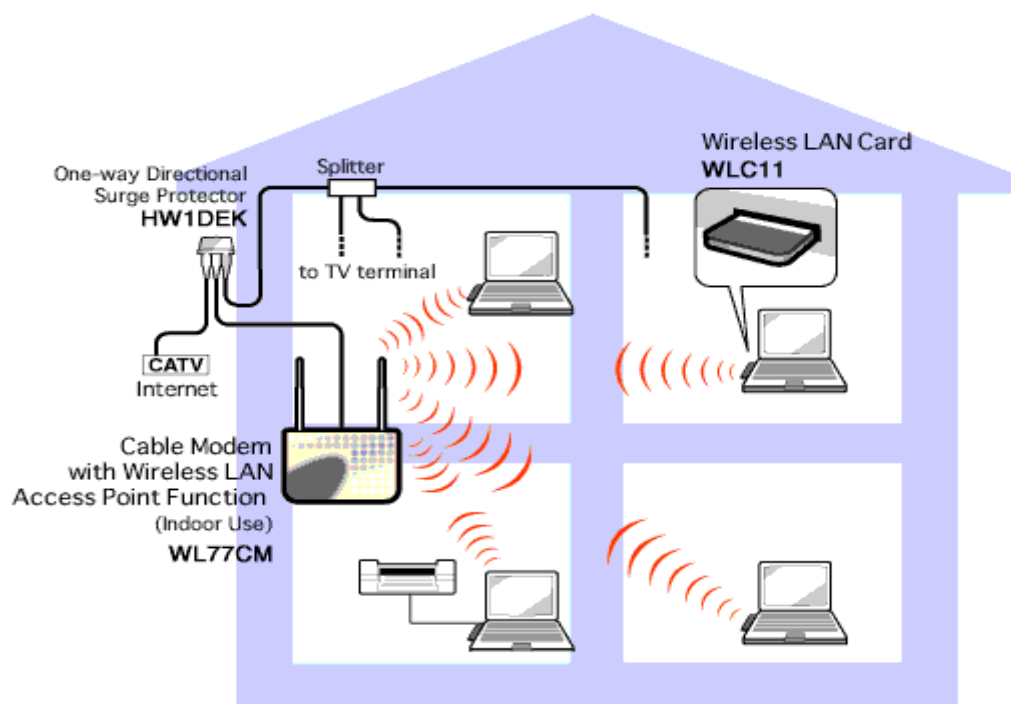 Wireless LAN Card
WLC11
Splitter
One-way Directional
Surge Protector
HW1DEK
to TV terminal
CATV
Internet
Cable Modem
with Wireless LAN
Access Point Function
(Indoor Use)
WL77CM